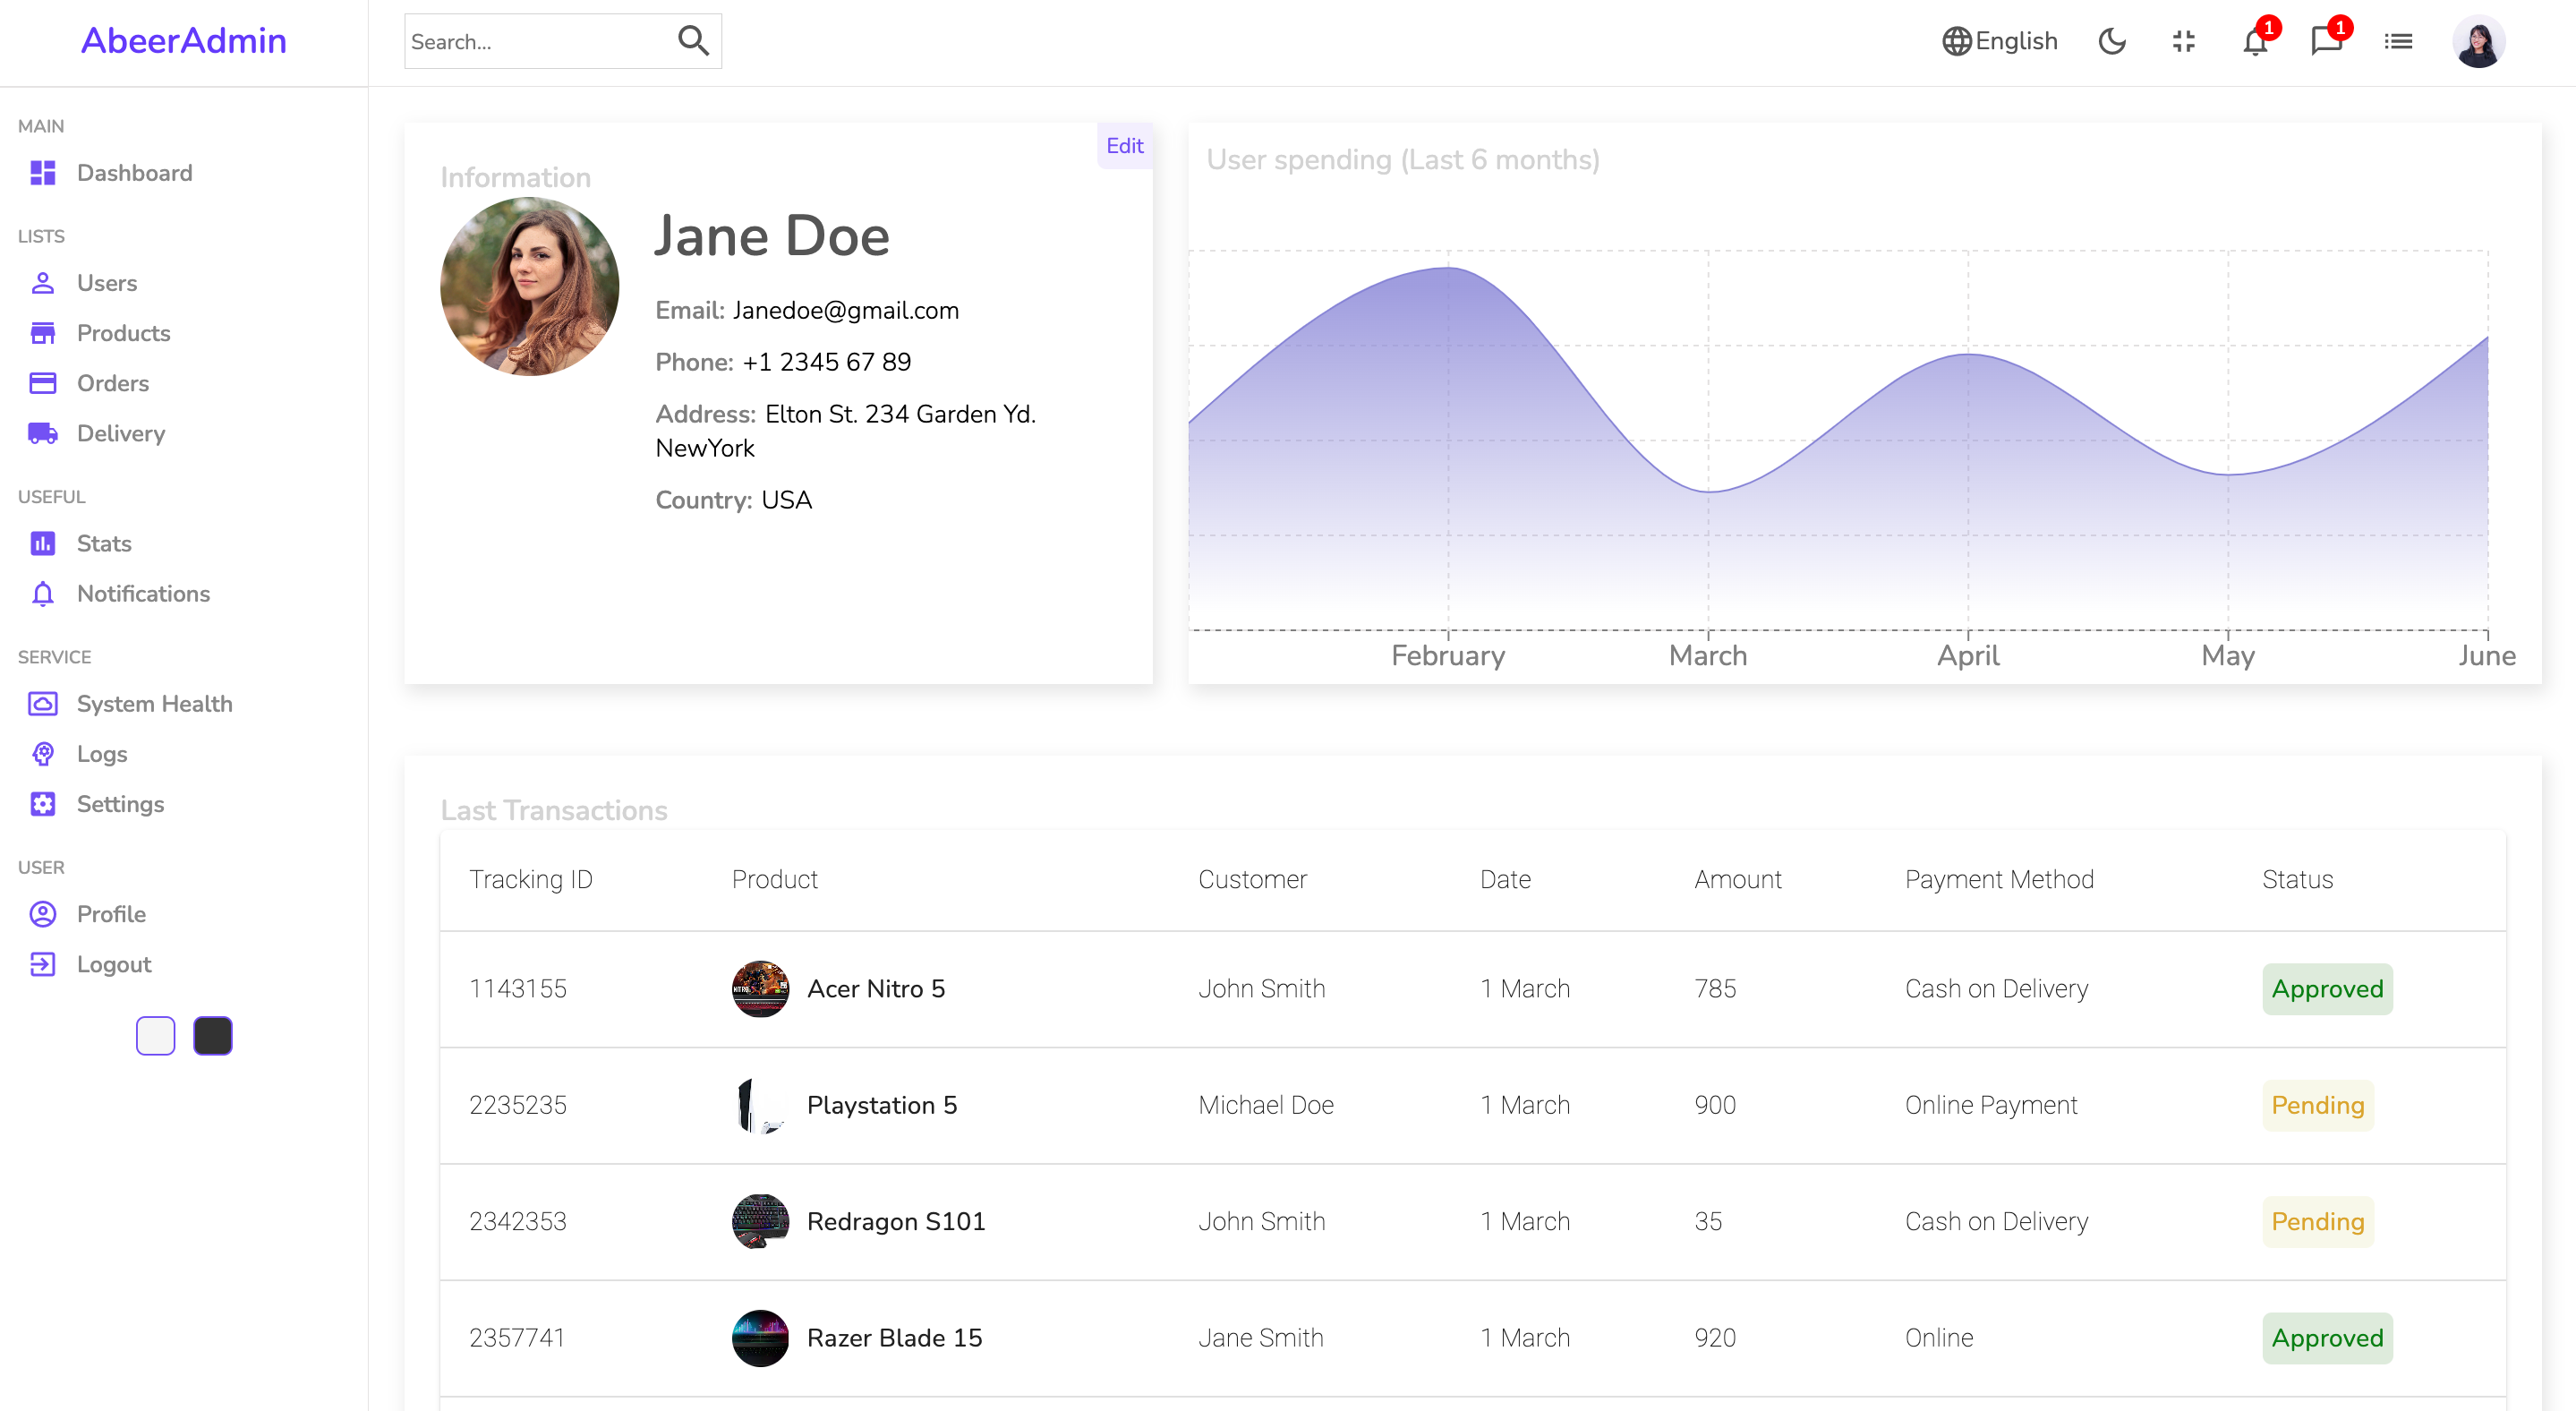 AbeerAdmin
Search...
English
1
1
MAIN
Dashboard
LISTS
Users
Products
Orders
Delivery
USEFUL
Stats
Notifications
SERVICE
System Health
Logs
Settings
USER
Profile
Logout
Edit
Information
Jane Doe
Email: Janedoe@gmail.com
Phone: +1 2345 67 89
Address: Elton St. 234 Garden Yd.
NewYork
Country: USA
User spending (Last 6 months)
February March April May June
Last Transactions
Tracking ID Product Customer Date Amount Payment Method Status
1143155 Acer Nitro 5 John Smith 1 March 785 Cash on Delivery Approved
2235235 Playstation 5 Michael Doe 1 March 900 Online Payment Pending
2342353 Redragon S101 John Smith 1 March 35 Cash on Delivery Pending
2357741 Razer Blade 15 Jane Smith 1 March 920 Online Approved